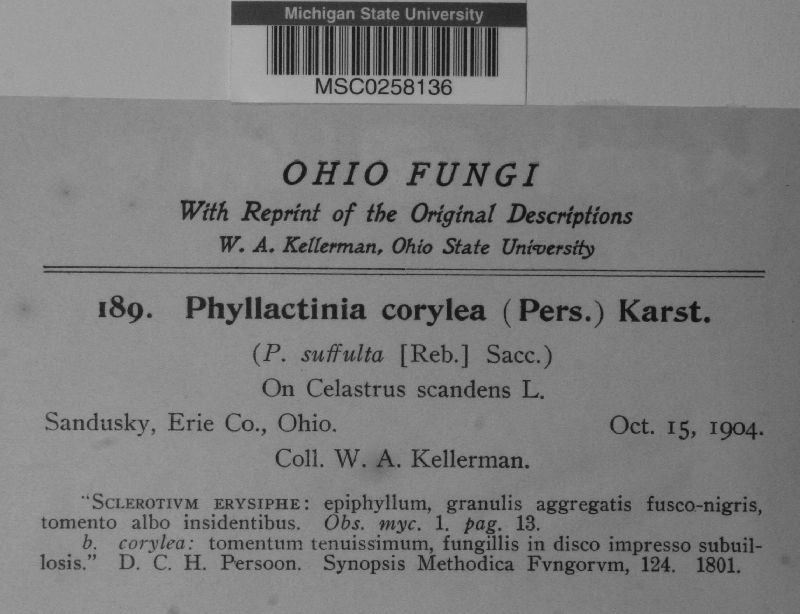 Michigan State University
MSC0258136
OHIO FUNGI
With Reprint of the Original Descriptions
W. A. Kellerman, Ohio State University
189. Phyllactinia corylea (Pers.) Karst.
(P. suffulta [Reb.] Sacc.)
On Celastrus scandens L.
Sandusky, Erie Co., Ohio. Oct. 15, 1904.
Coll. W. A. Kellerman.
"SCLEROTIVM ERYSIPHE: epiphyllum, granulis aggregatis fusco-nigris,
tomento albo insidentibus. Obs. myc. 1. pag. 13.
b. corylea: tomentum tenuissimum, fungillis in disco impresso subuil-
losis." D. C. H. Persoon. Synopsis Methodica Fvngorvm, 124. 1801.